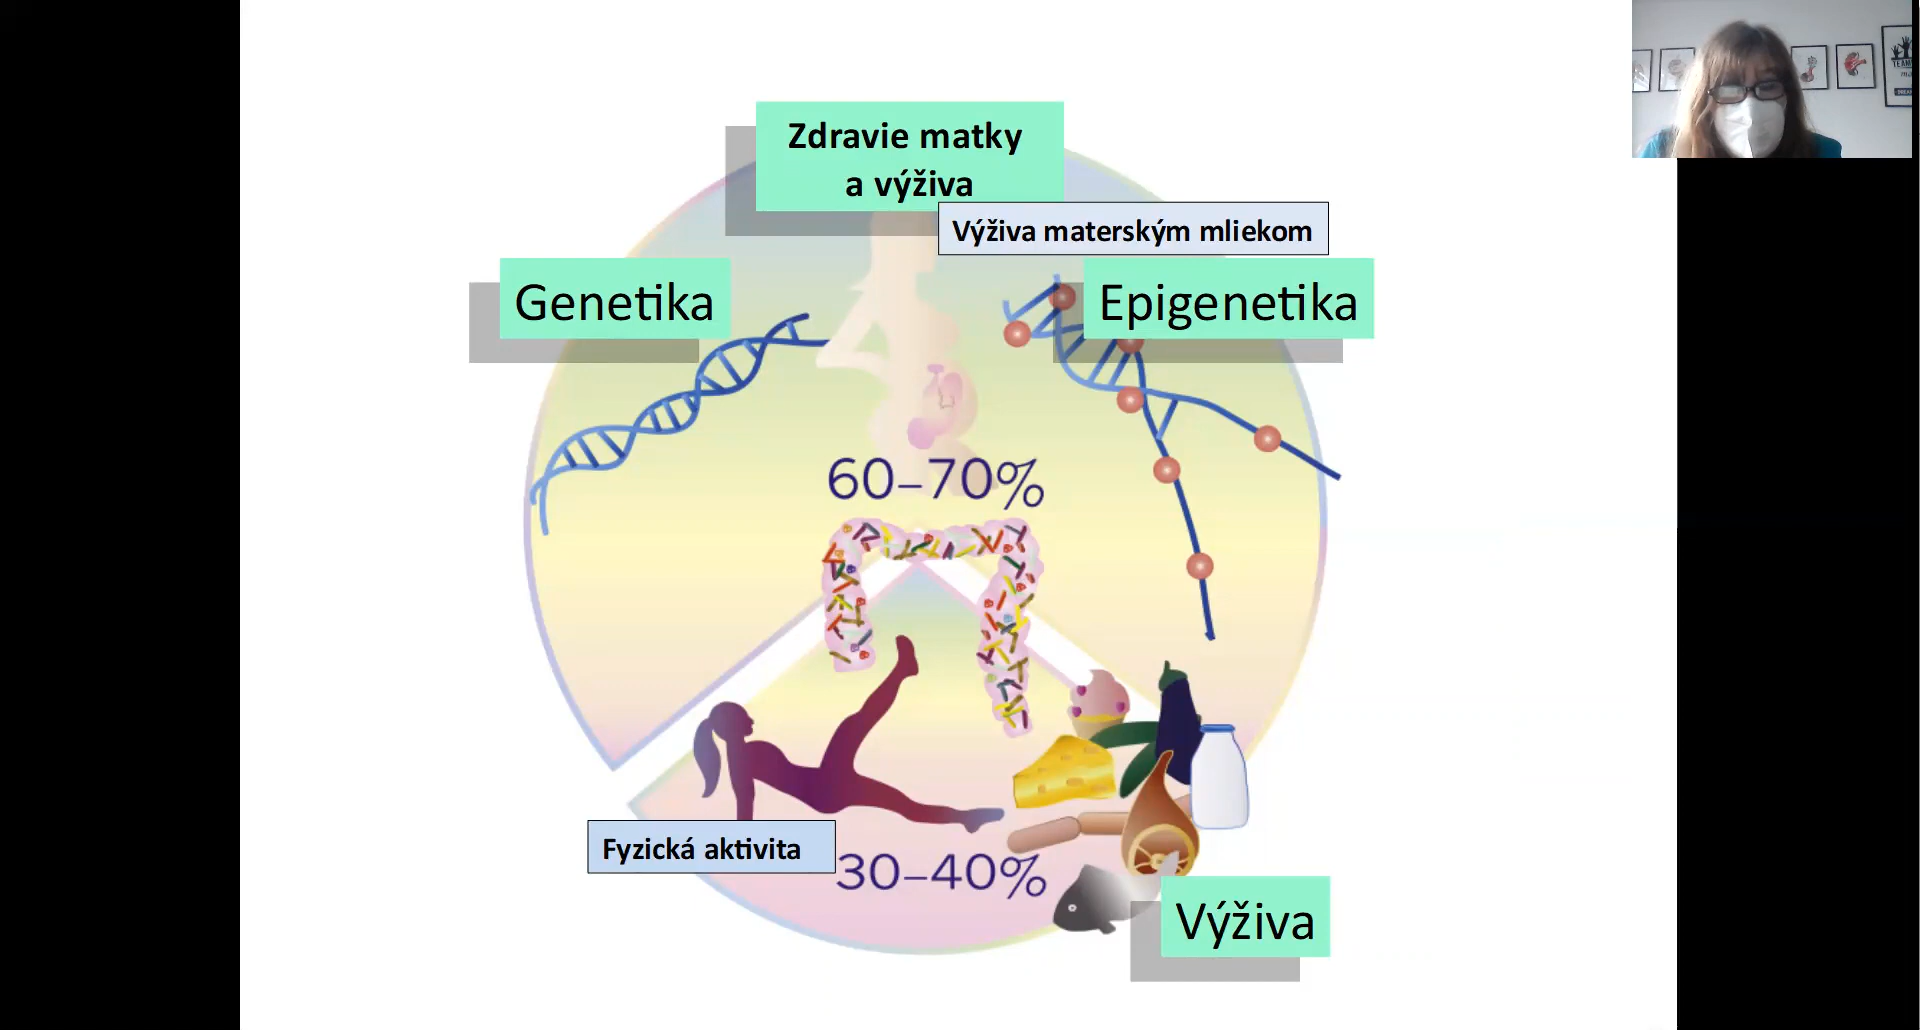 Zdravie matky
a výživa
Výživa materským mliekom
Genetika
Epigenetika
60–70%
Fyzická aktivita
30–40%
Výživa